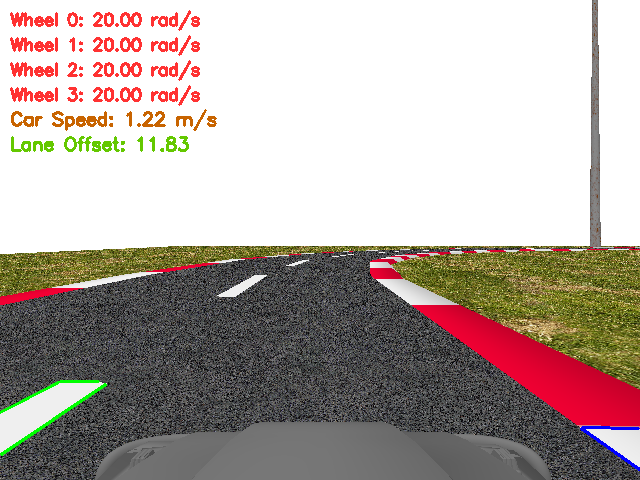 Wheel 0: 20.00 rad/s
Wheel 1: 20.00 rad/s
Wheel 2: 20.00 rad/s
Wheel 3: 20.00 rad/s
Car Speed: 1.22 m/s
Lane Offset: 11.83